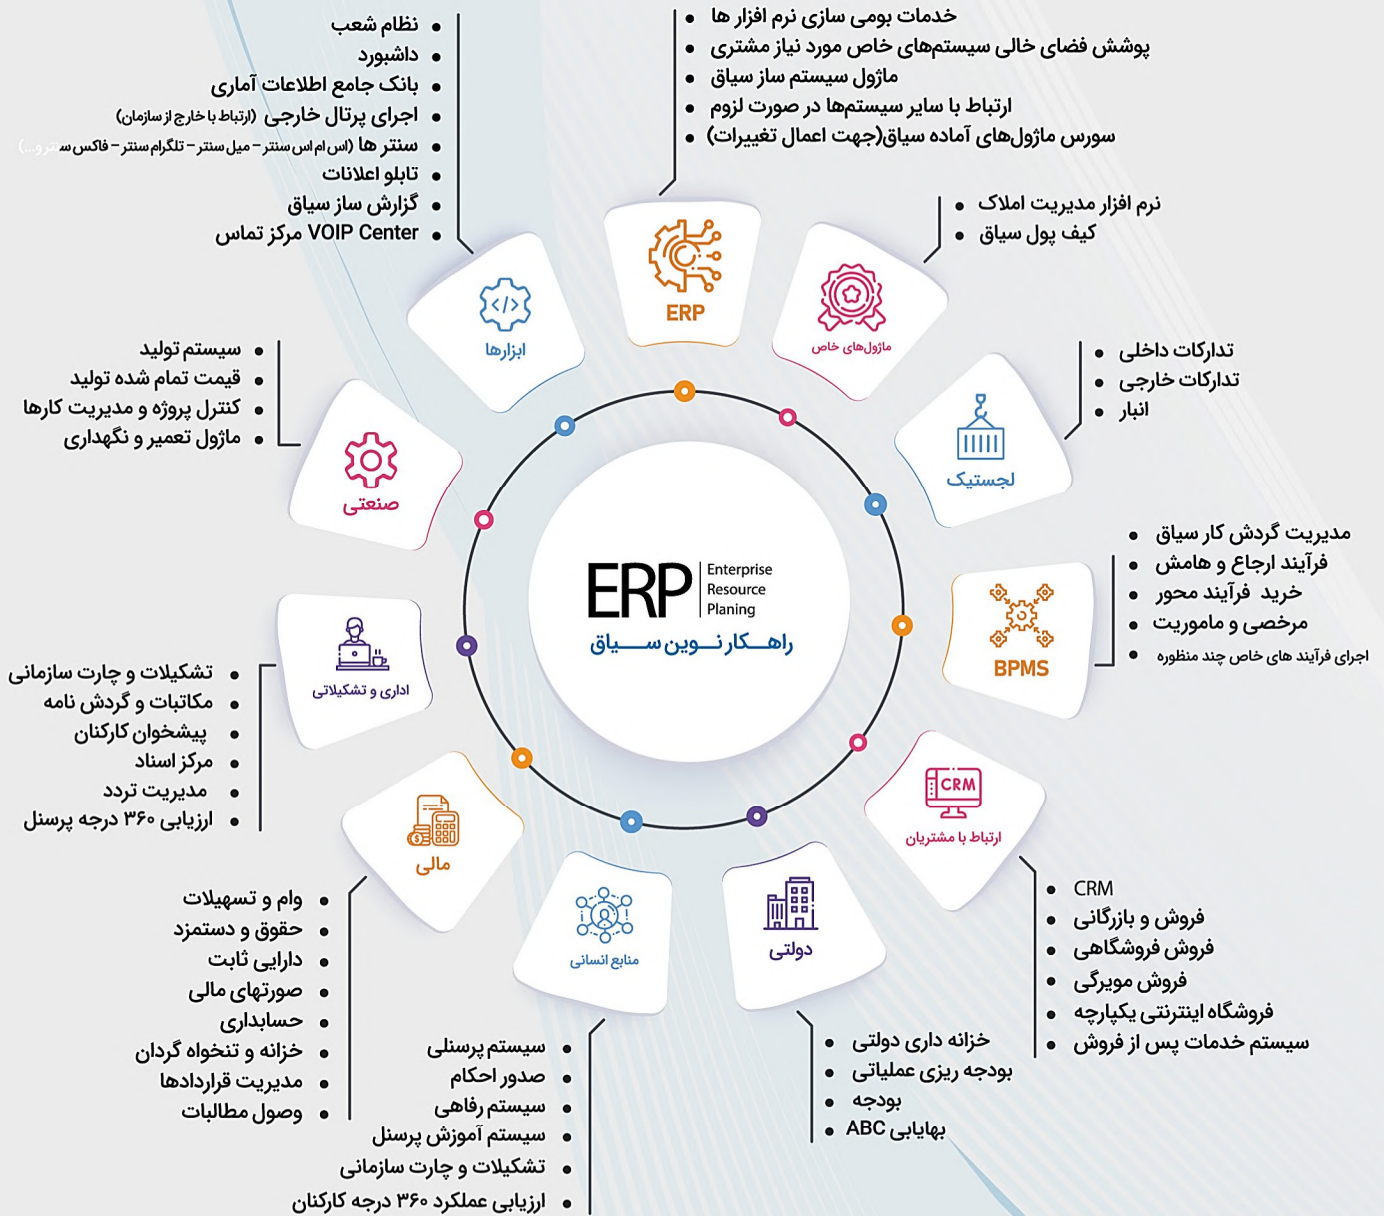 خدمات بومی سازی نرم افزار ها
پوشش فضای خالی سیستم‌های خاص مورد نیاز مشتری
ماژول سیستم ساز سیاق
ارتباط با سایر سیستم‌ها در صورت لزوم
سورس ماژول‌های آماده سیاق(جهت اعمال تغییرات)
ERP
نرم افزار مدیریت املاک
کیف پول سیاق
ماژول‌های خاص
تدارکات داخلی
تدارکات خارجی
انبار
لجستیک
مدیریت گردش کار سیاق
فرآیند ارجاع و هامش
خرید فرآیند محور
مرخصی و ماموریت
اجرای فرآیند های خاص چند منظوره
BPMS
CRM
ارتباط با مشتریان
CRM
فروش و بازرگانی
فروش فروشگاهی
فروش مویرگی
فروشگاه اینترنتی یکپارچه
سیستم خدمات پس از فروش
دولتی
خزانه داری دولتی
بودجه ریزی عملیاتی
بودجه
بهایابی ABC
منابع انسانی
سیستم پرسنلی
صدور احکام
سیستم رفاهی
سیستم آموزش پرسنل
تشکیلات و چارت سازمانی
ارزیابی عملکرد ۳۶۰ درجه کارکنان
مالی
وام و تسهیلات
حقوق و دستمزد
دارایی ثابت
صورتهای مالی
حسابداری
خزانه و تنخواه گردان
مدیریت قراردادها
وصول مطالبات
اداری و تشکیلاتی
تشکیلات و چارت سازمانی
مکاتبات و گردش نامه
پیشخوان کارکنان
مرکز اسناد
مدیریت تردد
ارزیابی ۳۶۰ درجه پرسنل
صنعتی
سیستم تولید
قیمت تمام شده تولید
کنترل پروژه و مدیریت کارها
ماژول تعمیر و نگهداری
ابزارها
نظام شعب
داشبورد
بانک جامع اطلاعات آماری
اجرای پرتال خارجی (ارتباط با خارج از سازمان)
سنتر ها (اس ام اس سنتر – میل سنتر – تلگرام سنتر – فاکس سنتر و...)
تابلو اعلانات
گزارش ساز سیاق
VOIP Center مرکز تماس
ERP
Enterprise
Resource
Planing
راهــکار نــوین ســـیاق